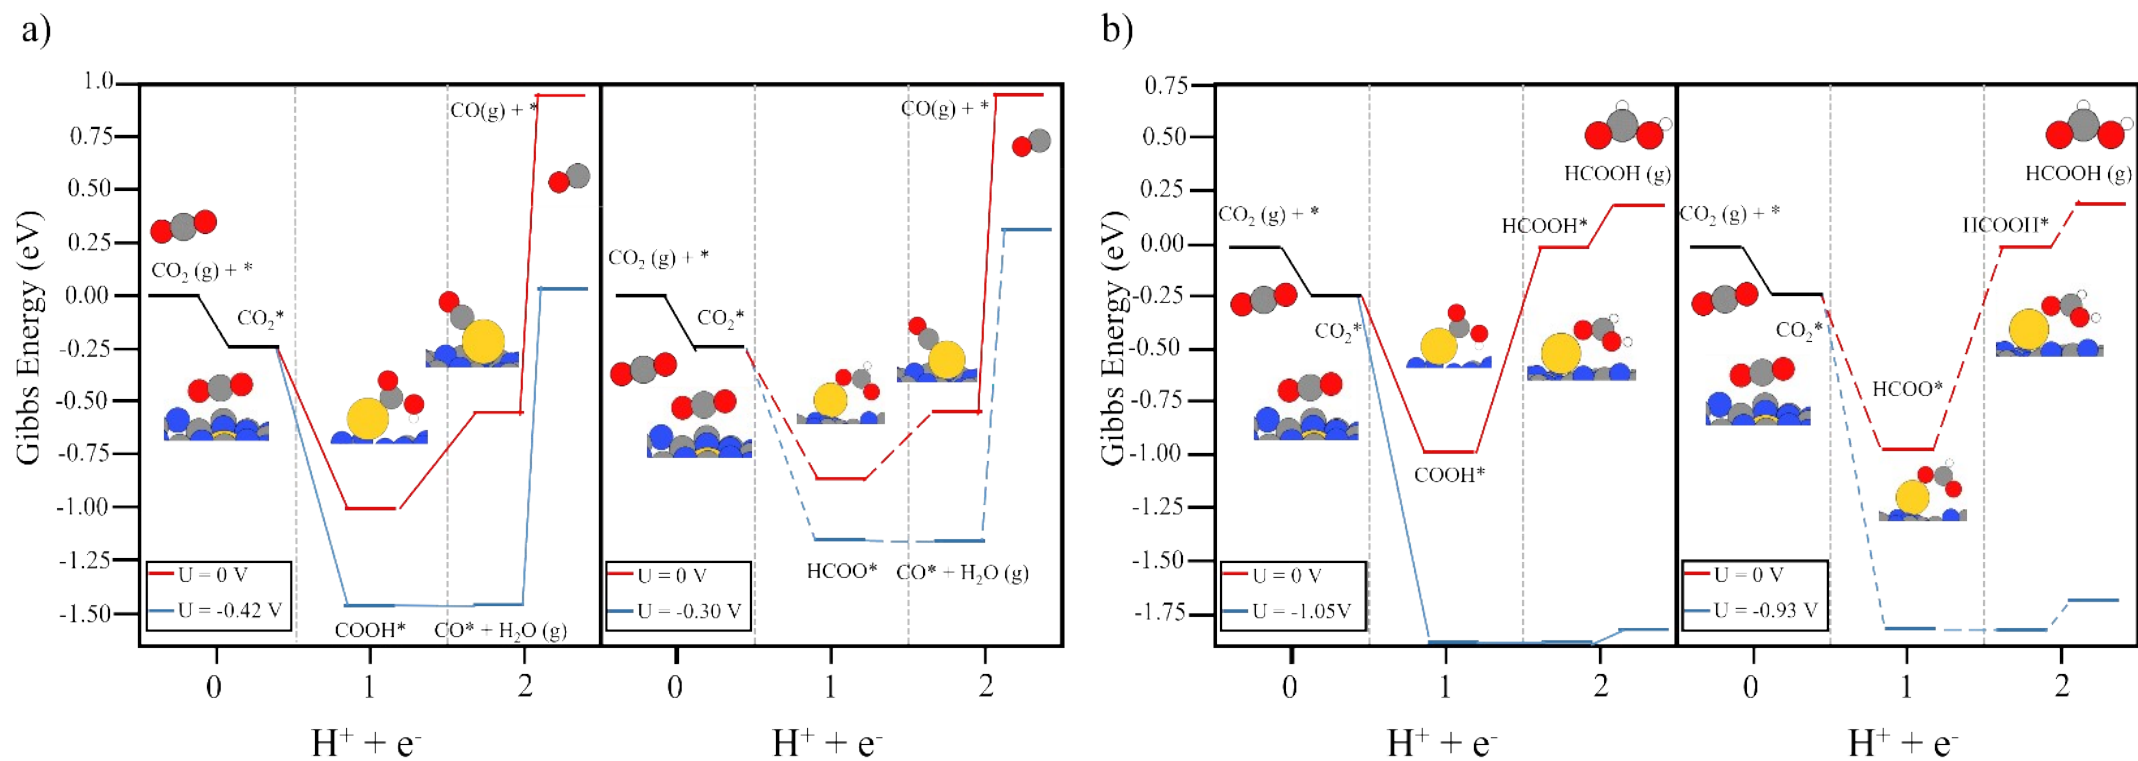 a)
b)
Gibbs Energy (eV)
1.0
0.75
0.50
0.25
0.00
-0.25
-0.50
-0.75
-1.00
-1.25
-1.50
CO2 (g) + *
CO2*
COOH*
CO* + H2O (g)
CO(g) + *
U = 0 V
U = -0.42 V
0
1
2
H+ + e-
CO2 (g) + *
CO2*
HCOO*
CO* + H2O (g)
CO(g) + *
U = 0 V
U = -0.30 V
0
1
2
H+ + e-
Gibbs Energy (eV)
0.75
0.50
0.25
0.00
-0.25
-0.50
-0.75
-1.00
-1.25
-1.50
-1.75
CO2 (g) + *
CO2*
COOH*
HCOOH*
HCOOH (g)
U = 0 V
U = -1.05V
0
1
2
H+ + e-
CO2 (g) + *
CO2*
HCOO*
HCOOH*
HCOOH (g)
U = 0 V
U = -0.93 V
0
1
2
H+ + e-